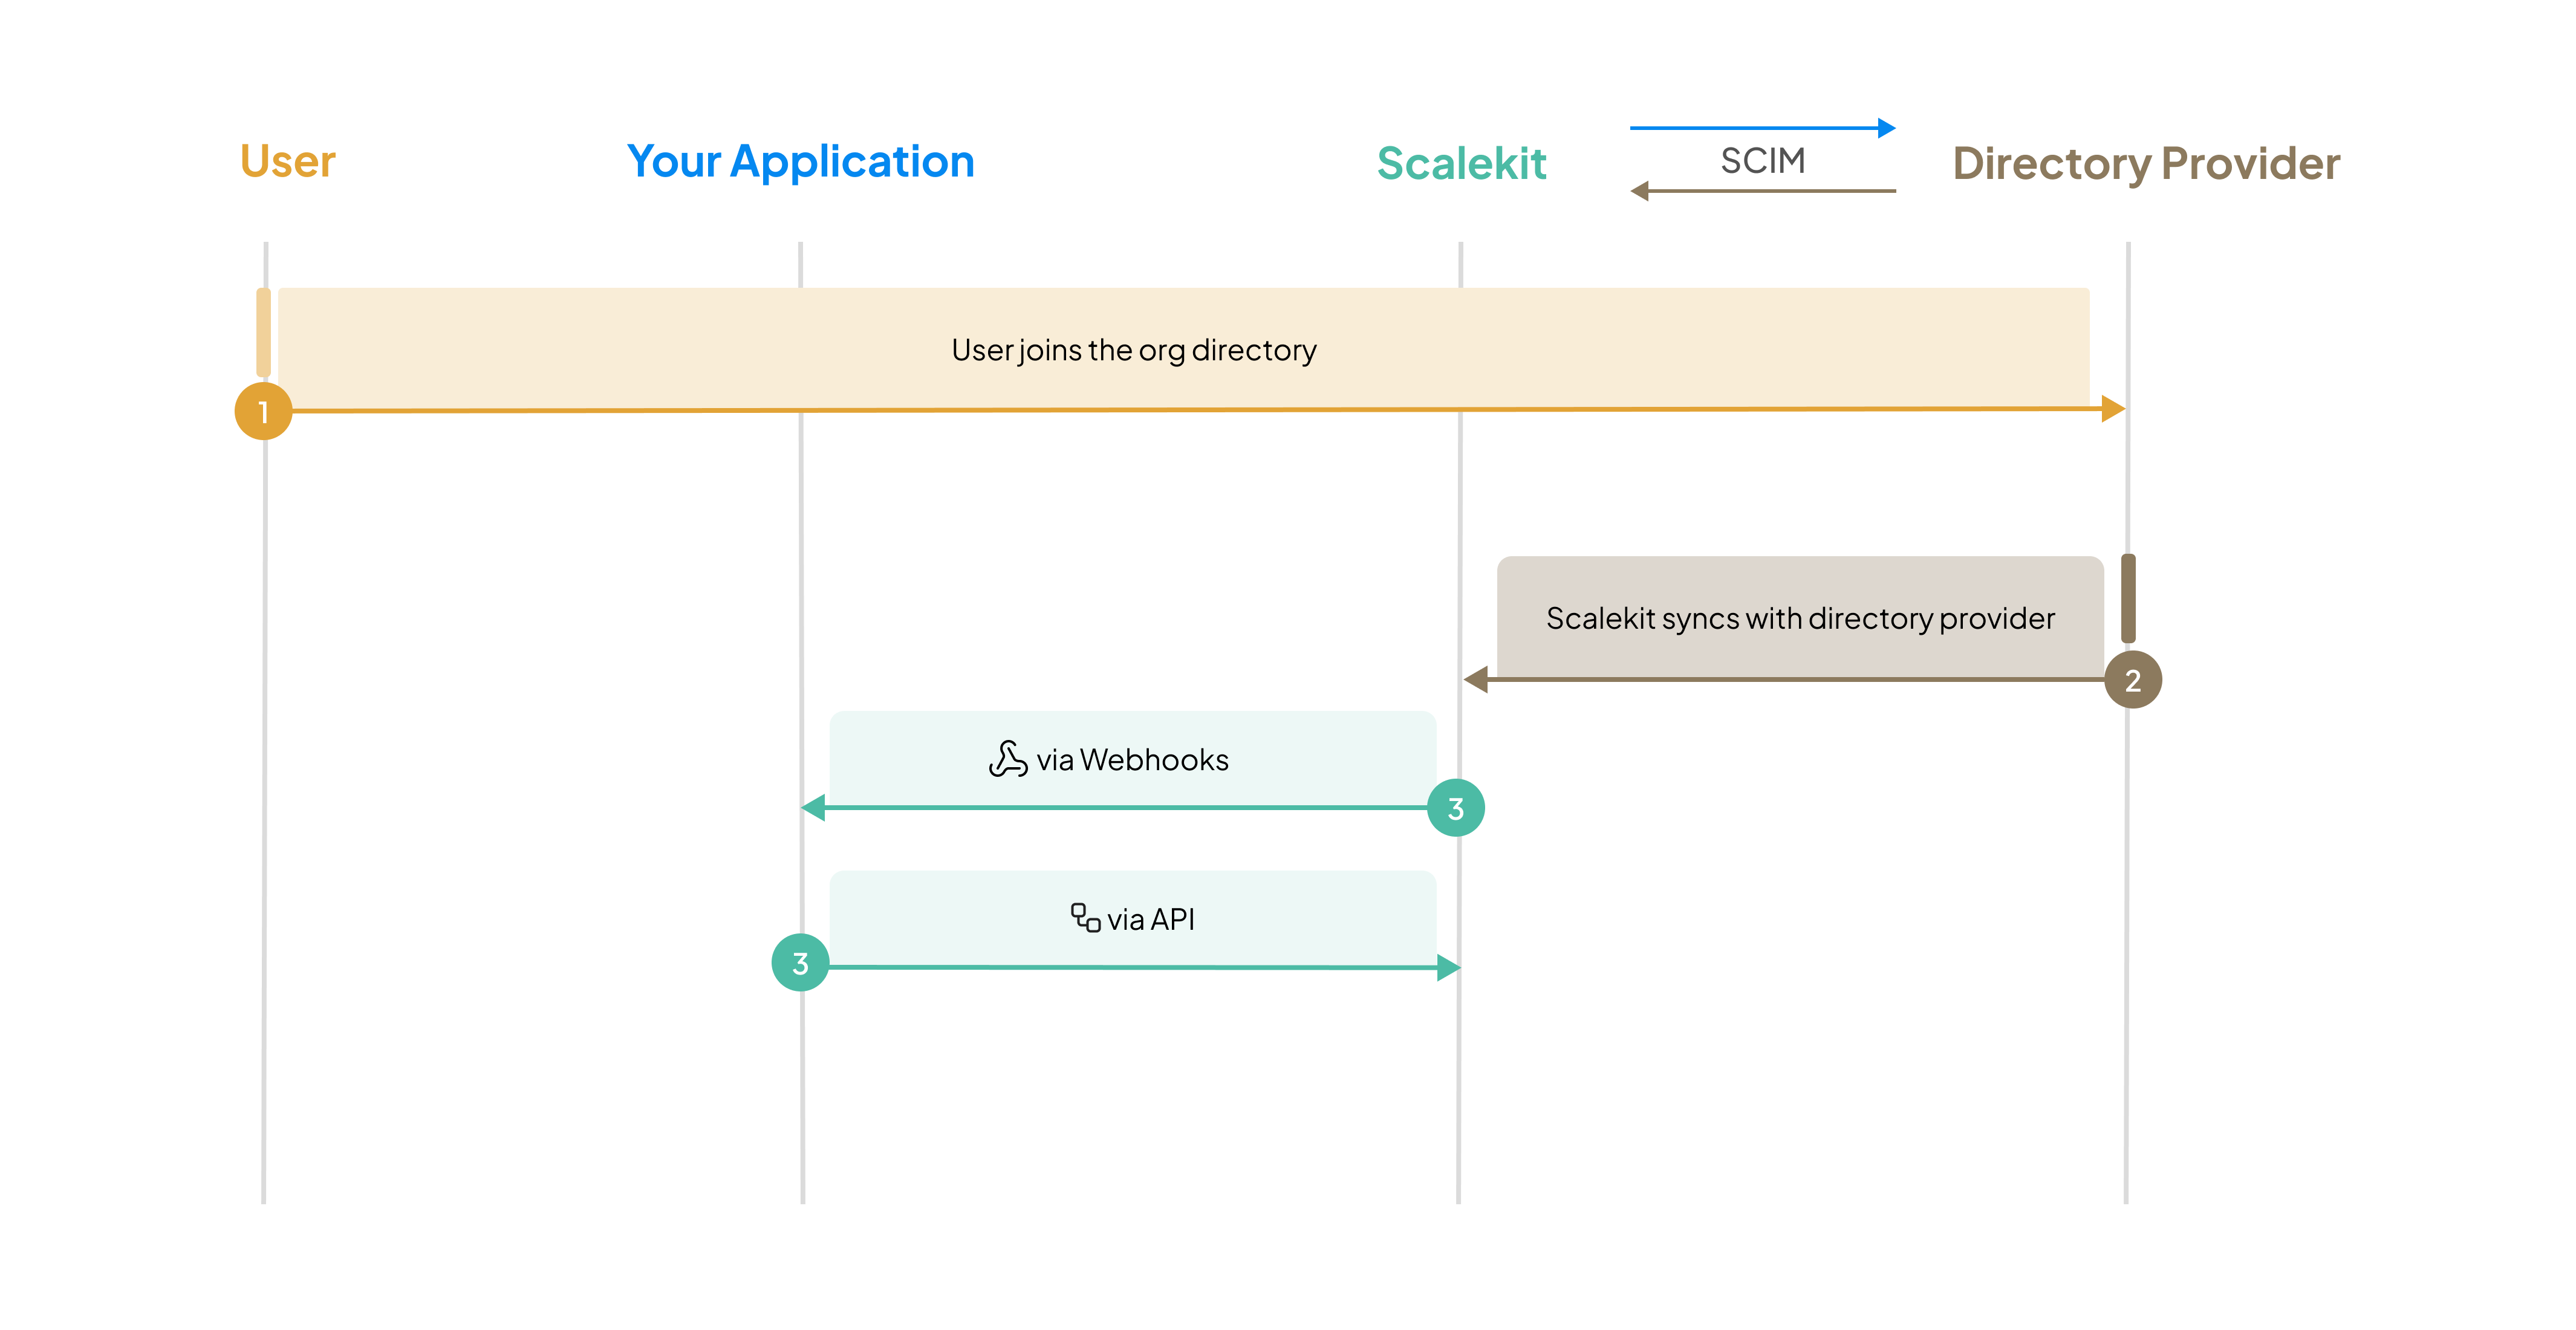 User
Your Application
Scalekit
SCIM
Directory Provider
User joins the org directory
1
Scalekit syncs with directory provider
2
via Webhooks
3
via API
3